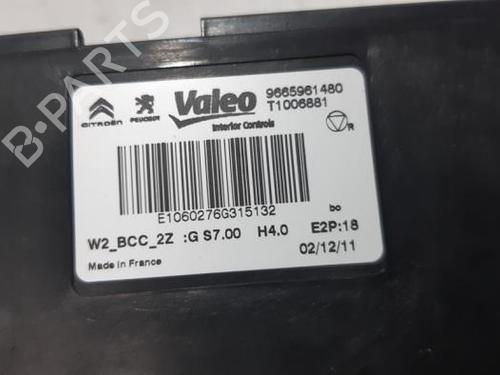 CITROËN PEUGEOT Valeo 9665961480
Interior Controls T1006881
R
E1060276G315132
bo
W2_BCC_2Z :G S7.00 H4.0 E2P:18
Made in France 02/12/11
B-PARTS